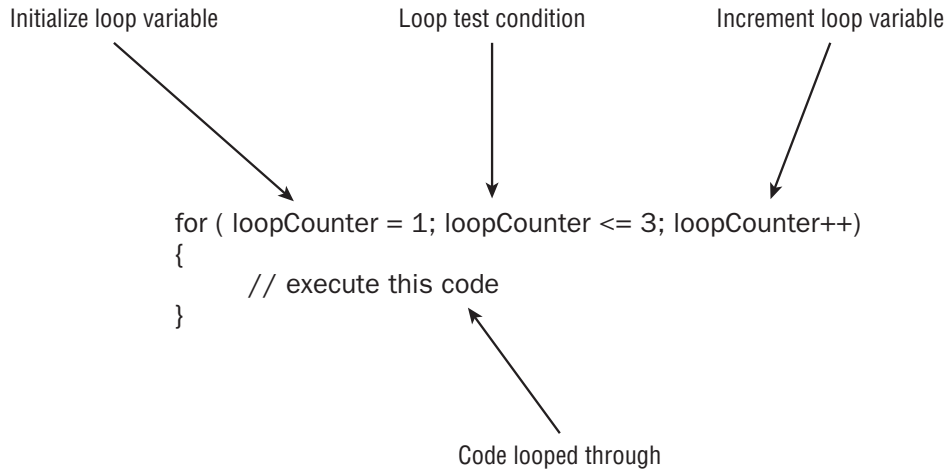 Initialize loop variable
Loop test condition
Increment loop variable
for ( loopCounter = 1; loopCounter <= 3; loopCounter++)
{
// execute this code
}
Code looped through